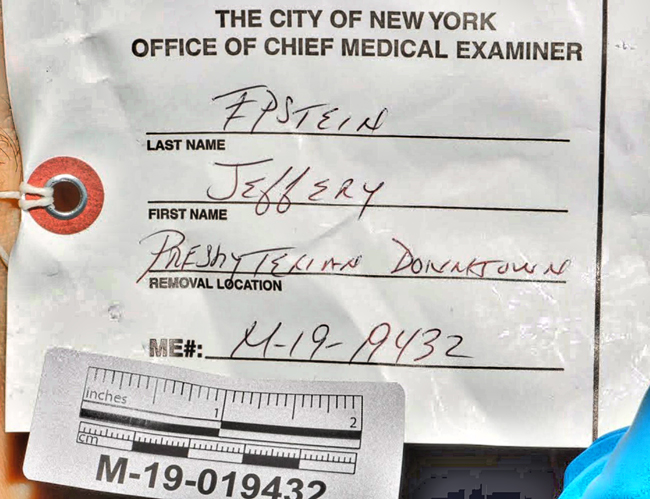 THE CITY OF NEW YORK
OFFICE OF CHIEF MEDICAL EXAMINER
EPSTEIN
LAST NAME
JEffERY
FIRST NAME
PRESbyTERIAN DOWNTOWN
REMOVAL LOCATION
ME#: M-19-19432
inches
1 2
cm
M-19-019432